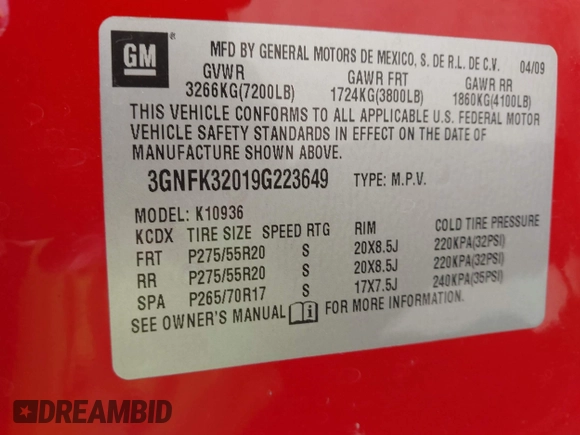 GM ®
MFD BY GENERAL MOTORS DE MEXICO, S. DE R.L. DE C.V. 04/09
GVWR GAWR FRT GAWR RR
3266KG(7200LB) 1724KG(3800LB) 1860KG(4100LB)
THIS VEHICLE CONFORMS TO ALL APPLICABLE U.S. FEDERAL MOTOR
VEHICLE SAFETY STANDARDS IN EFFECT ON THE DATE OF
MANUFACTURE SHOWN ABOVE.
3GNFK32019G223649 TYPE: M.P.V.
MODEL: K10936
KCDX TIRE SIZE SPEED RTG RIM COLD TIRE PRESSURE
FRT P275/55R20 S 20X8.5J 220KPA(32PSI)
RR P275/55R20 S 20X8.5J 220KPA(32PSI)
SPA P265/70R17 S 17X7.5J 240KPA(35PSI)
SEE OWNER'S MANUAL i FOR MORE INFORMATION.
DREAMBID